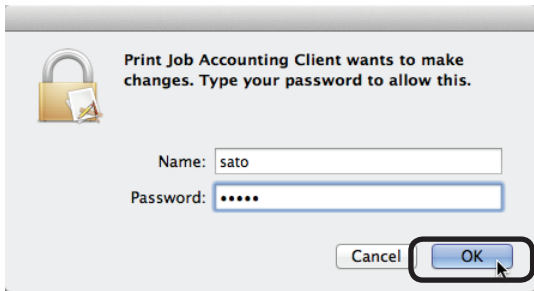 Print Job Accounting Client wants to make
changes. Type your password to allow this.
Name: sato
Password: •••••
Cancel OK